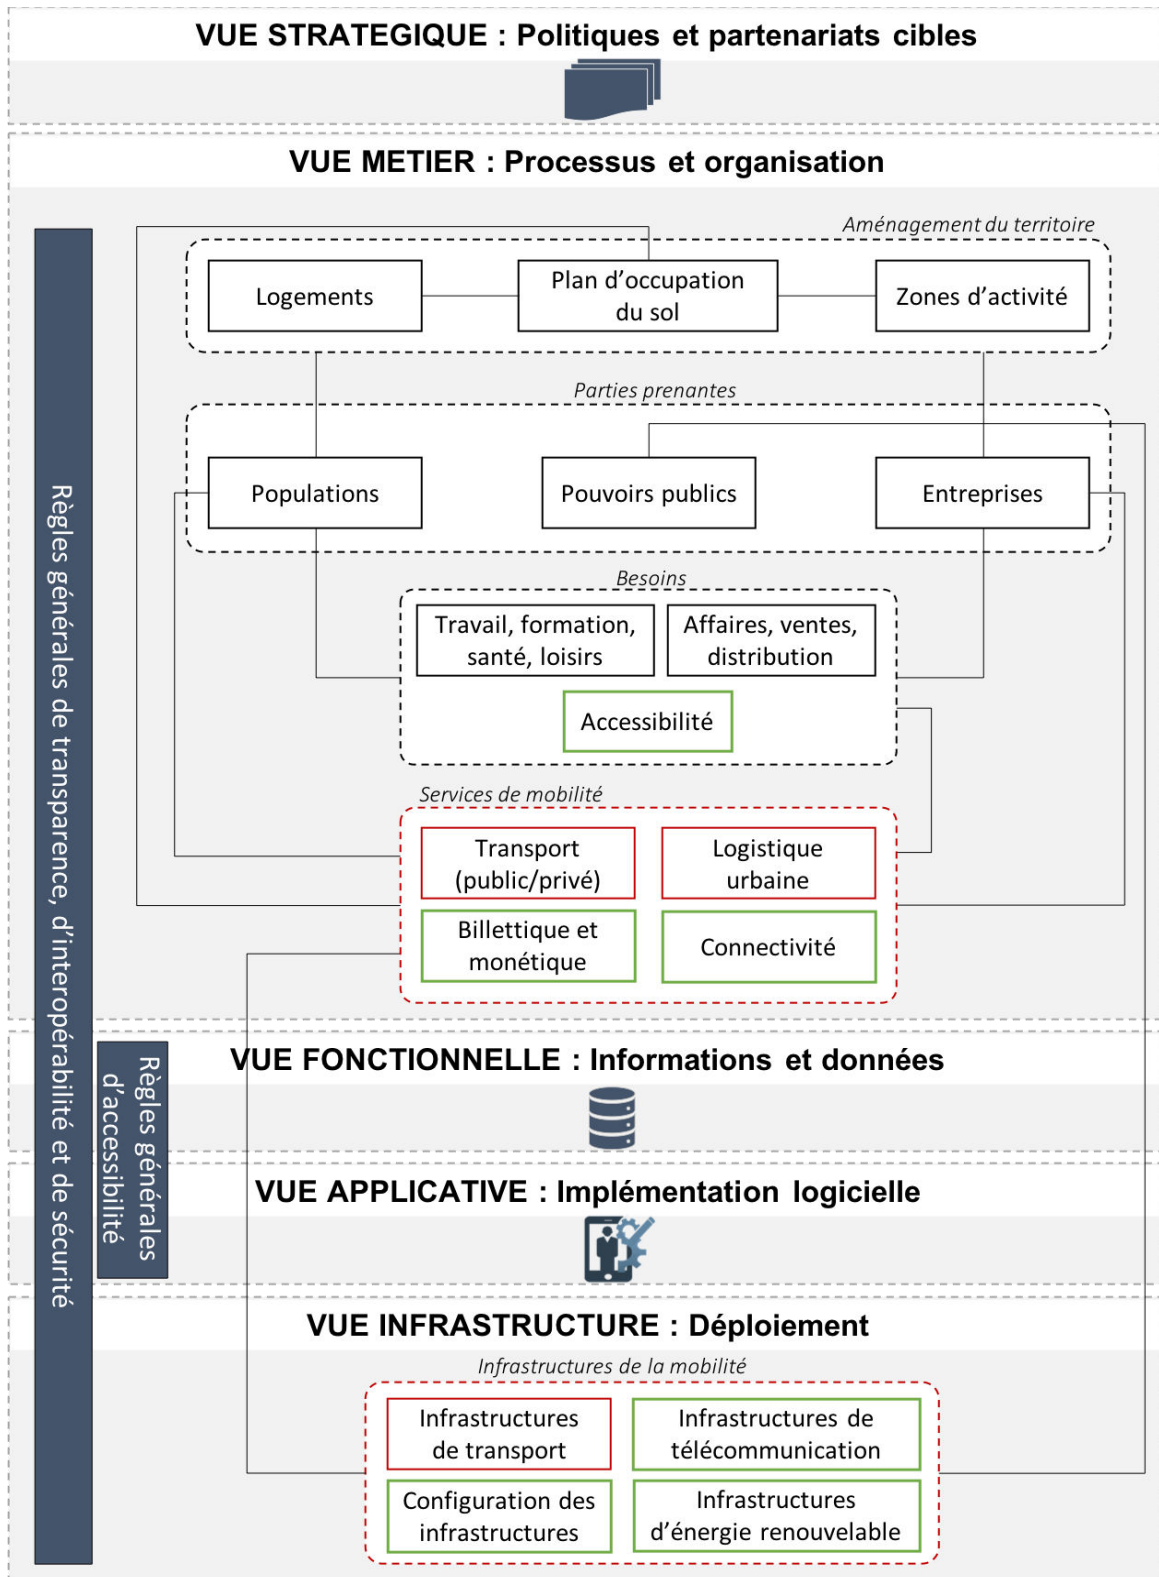 VUE STRATEGIQUE : Politiques et partenariats cibles
VUE METIER : Processus et organisation
Aménagement du territoire
Logements
Plan d'occupation
du sol
Zones d'activité
Parties prenantes
Populations
Pouvoirs publics
Entreprises
Besoins
Travail, formation,
santé, loisirs
Affaires, ventes,
distribution
Accessibilité
Services de mobilité
Transport
(public/privé)
Logistique
urbaine
Billettique et
monétique
Connectivité
Règles générales de transparence, d'interopérabilité et de sécurité
Règles générales
d'accessibilité
VUE FONCTIONNELLE : Informations et données
VUE APPLICATIVE : Implémentation logicielle
VUE INFRASTRUCTURE : Déploiement
Infrastructures de la mobilité
Infrastructures
de transport
Infrastructures de
télécommunication
Configuration des
infrastructures
Infrastructures
d'énergie renouvelable